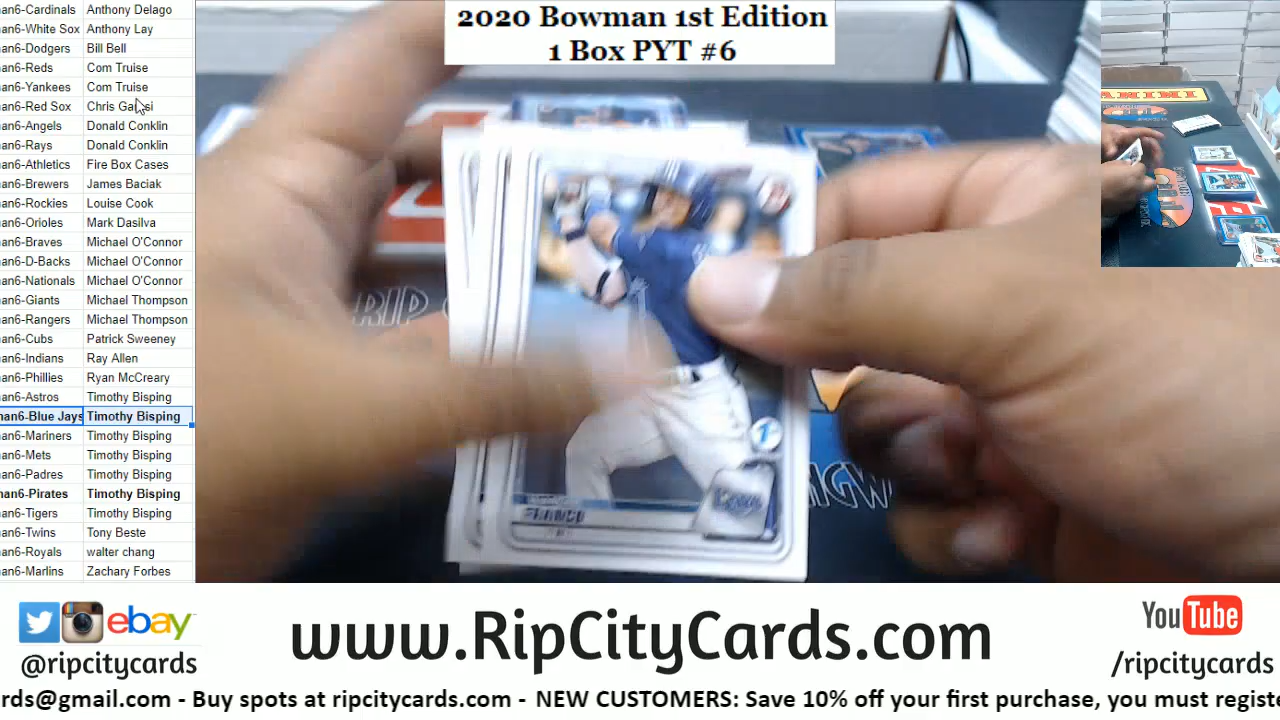 2020 Bowman 1st Edition
1 Box PYT #6
an6-Cardinals Anthony Delago
an6-White Sox Anthony Lay
an6-Dodgers Bill Bell
an6-Reds Com Truise
an6-Yankees Com Truise
an6-Red Sox Chris
an6-Angels Donald Conklin
an6-Rays Donald Conklin
an6-Athletics Fire Box Cases
an6-Brewers James Baciak
an6-Rockies Louise Cook
an6-Orioles Mark Dasilva
an6-Braves Michael O'Connor
an6-D-Backs Michael O'Connor
an6-Nationals Michael O'Connor
an6-Giants Michael Thompson
an6-Rangers Michael Thompson
an6-Cubs Patrick Sweeney
an6-Indians Ray Allen
an6-Phillies Ryan McCreary
an6-Astros Timothy Bisping
nan6-Blue Jays Timothy Bisping
an6-Mariners Timothy Bisping
an6-Mets Timothy Bisping
an6-Padres Timothy Bisping
nan6-Pirates Timothy Bisping
an6-Tigers Timothy Bisping
an6-Twins Tony Beste
an6-Royals walter chang
an6-Marlins Zachary Forbes
RIP
FRANCO
ebay
@ripcitycards
www.RipCityCards.com
YouTube
/ripcitycards
rds@gmail.com - Buy spots at ripcitycards.com - NEW CUSTOMERS: Save 10% off your first purchase, you must registe